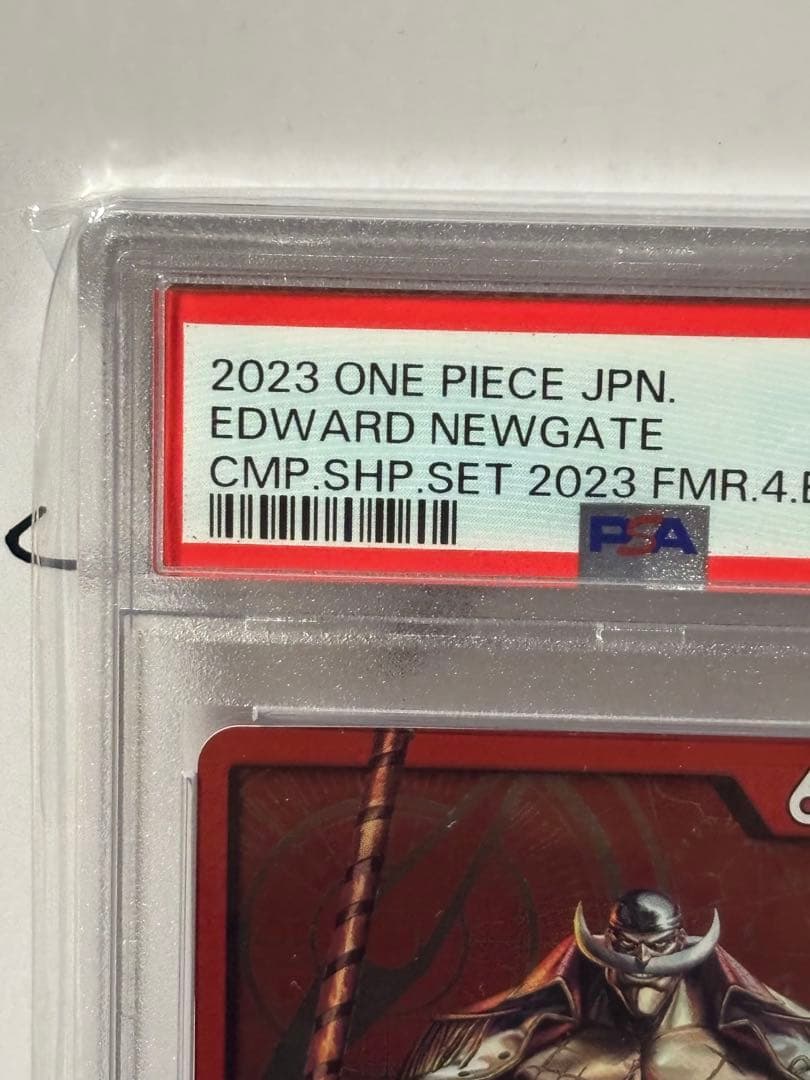 2023 ONE PIECE JPN.
EDWARD NEWGATE
CMP.SHP.SET 2023 FMR.4.E
PSA